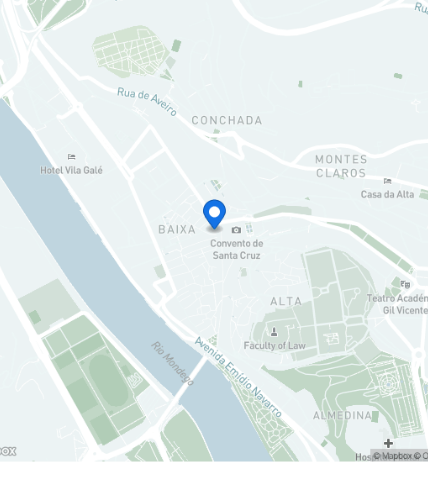 Ru
Rua de Aveiro
CONCHADA
MONTES
CLAROS
Hotel Vila Galé
Casa da Alta
BAIXA
Convento de
Santa Cruz
ALTA
Teatro Acadén
Gil Vicente
Faculty of Law
Rio Mondego
Avenida Emídio Navarro
ALMEDINA
Hos
box
© Mapbox ©